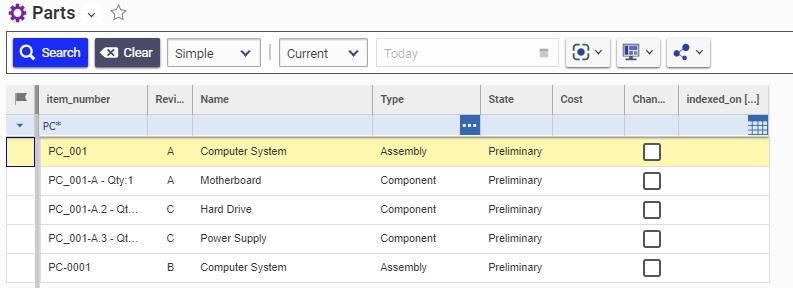 Parts
Search Clear Simple Current Today
item_number Revi... Name Type State Cost Chan... indexed_on [...]
PC* ...
PC_001 A Computer System Assembly Preliminary
PC_001-A - Qty:1 A Motherboard Component Preliminary
PC_001-A.2 - Qt... C Hard Drive Component Preliminary
PC_001-A.3 - Qt... C Power Supply Component Preliminary
PC-0001 B Computer System Assembly Preliminary